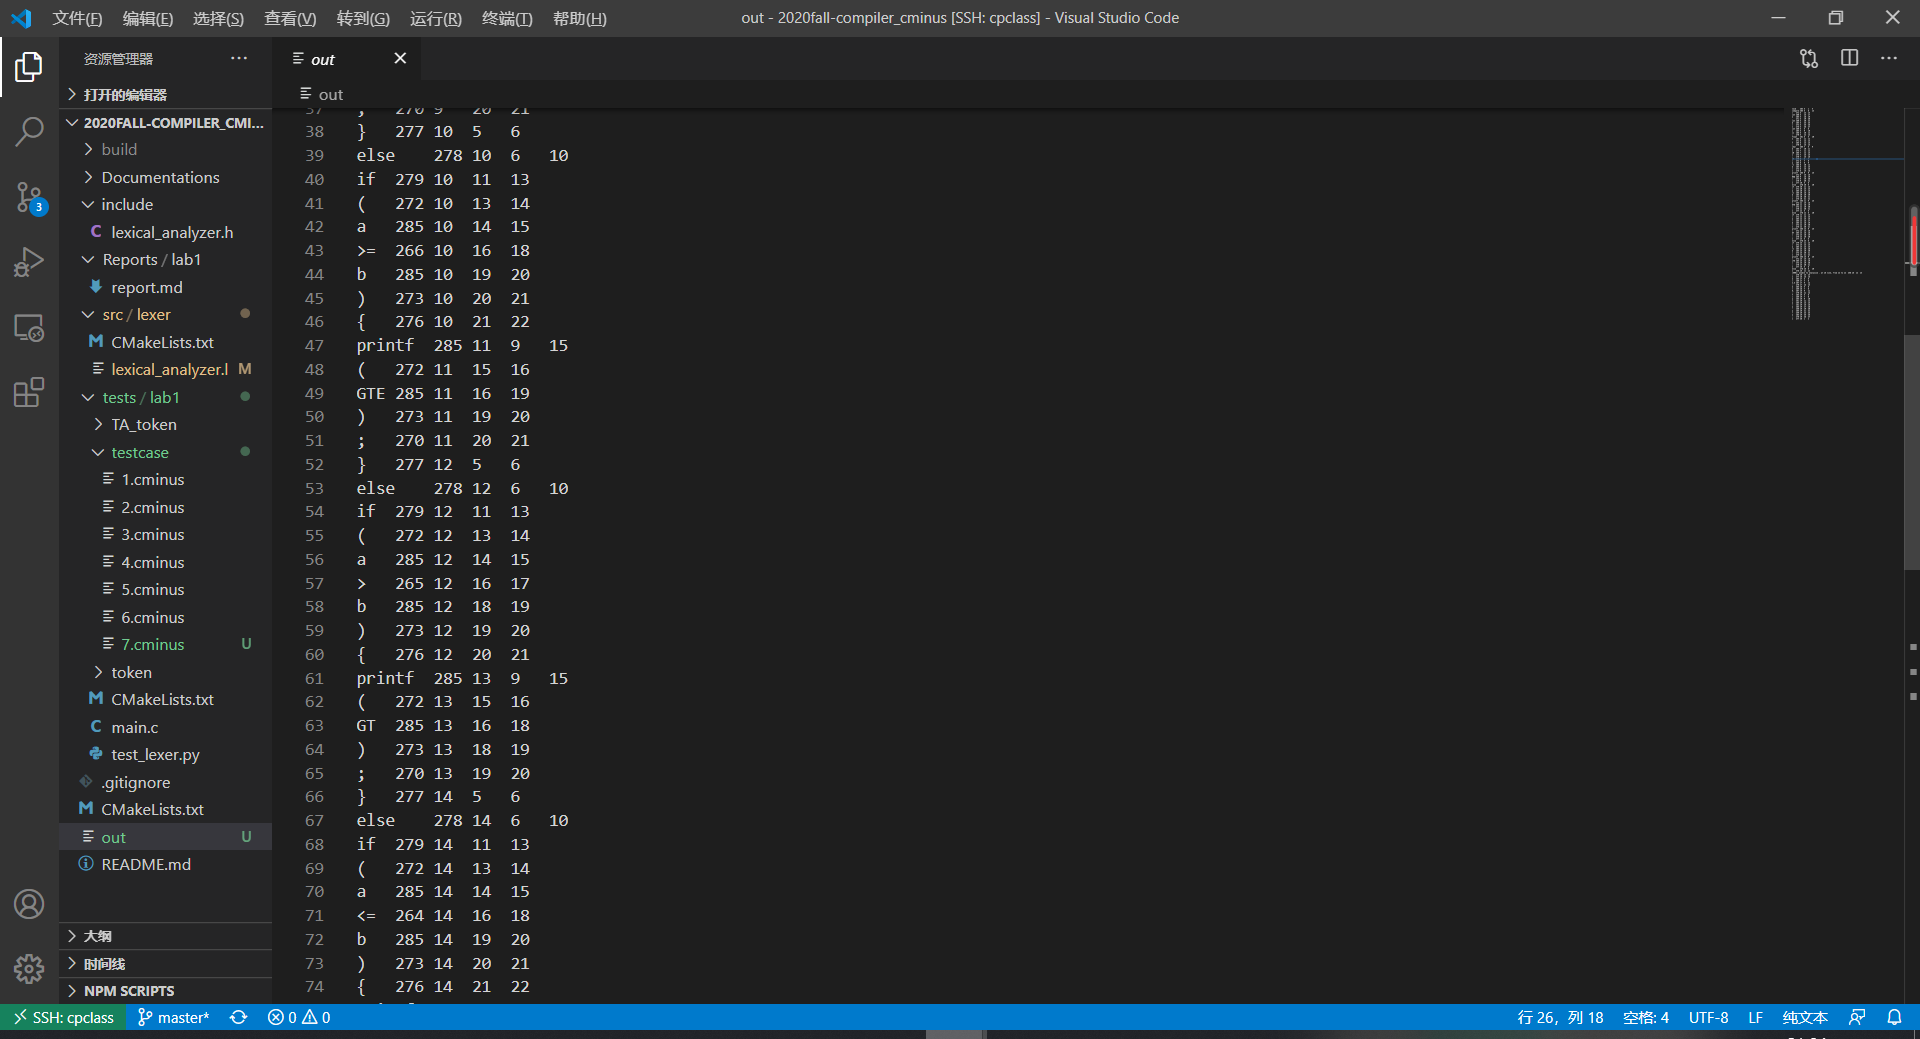 文件(F) 编辑(E) 选择(S) 查看(V) 转到(G) 运行(R) 终端(T) 帮助(H) out - 2020fall-compiler_cminus [SSH: cpclass] - Visual Studio Code
资源管理器
打开的编辑器
2020FALL-COMPILER_CMI...
build
Documentations
include
C lexical_analyzer.h
Reports / lab1
report.md
src / lexer
M CMakeLists.txt
lexical_analyzer.l M
tests / lab1
TA_token
testcase
1.cminus
2.cminus
3.cminus
4.cminus
5.cminus
6.cminus
7.cminus U
token
M CMakeLists.txt
C main.c
test_lexer.py
.gitignore
M CMakeLists.txt
out U
README.md
大纲
时间线
NPM SCRIPTS
3
out
out
37 ; 270 9 20 21
38 } 277 10 5 6
39 else 278 10 6 10
40 if 279 10 11 13
41 ( 272 10 13 14
42 a 285 10 14 15
43 >= 266 10 16 18
44 b 285 10 19 20
45 ) 273 10 20 21
46 { 276 10 21 22
47 printf 285 11 9 15
48 ( 272 11 15 16
49 GTE 285 11 16 19
50 ) 273 11 19 20
51 ; 270 11 20 21
52 } 277 12 5 6
53 else 278 12 6 10
54 if 279 12 11 13
55 ( 272 12 13 14
56 a 285 12 14 15
57 > 265 12 16 17
58 b 285 12 18 19
59 ) 273 12 19 20
60 { 276 12 20 21
61 printf 285 13 9 15
62 ( 272 13 15 16
63 GT 285 13 16 18
64 ) 273 13 18 19
65 ; 270 13 19 20
66 } 277 14 5 6
67 else 278 14 6 10
68 if 279 14 11 13
69 ( 272 14 13 14
70 a 285 14 14 15
71 <= 264 14 16 18
72 b 285 14 19 20
73 ) 273 14 20 21
74 { 276 14 21 22
SSH: cpclass master* 0 0 行 26，列 18 空格: 4 UTF-8 LF 纯文本